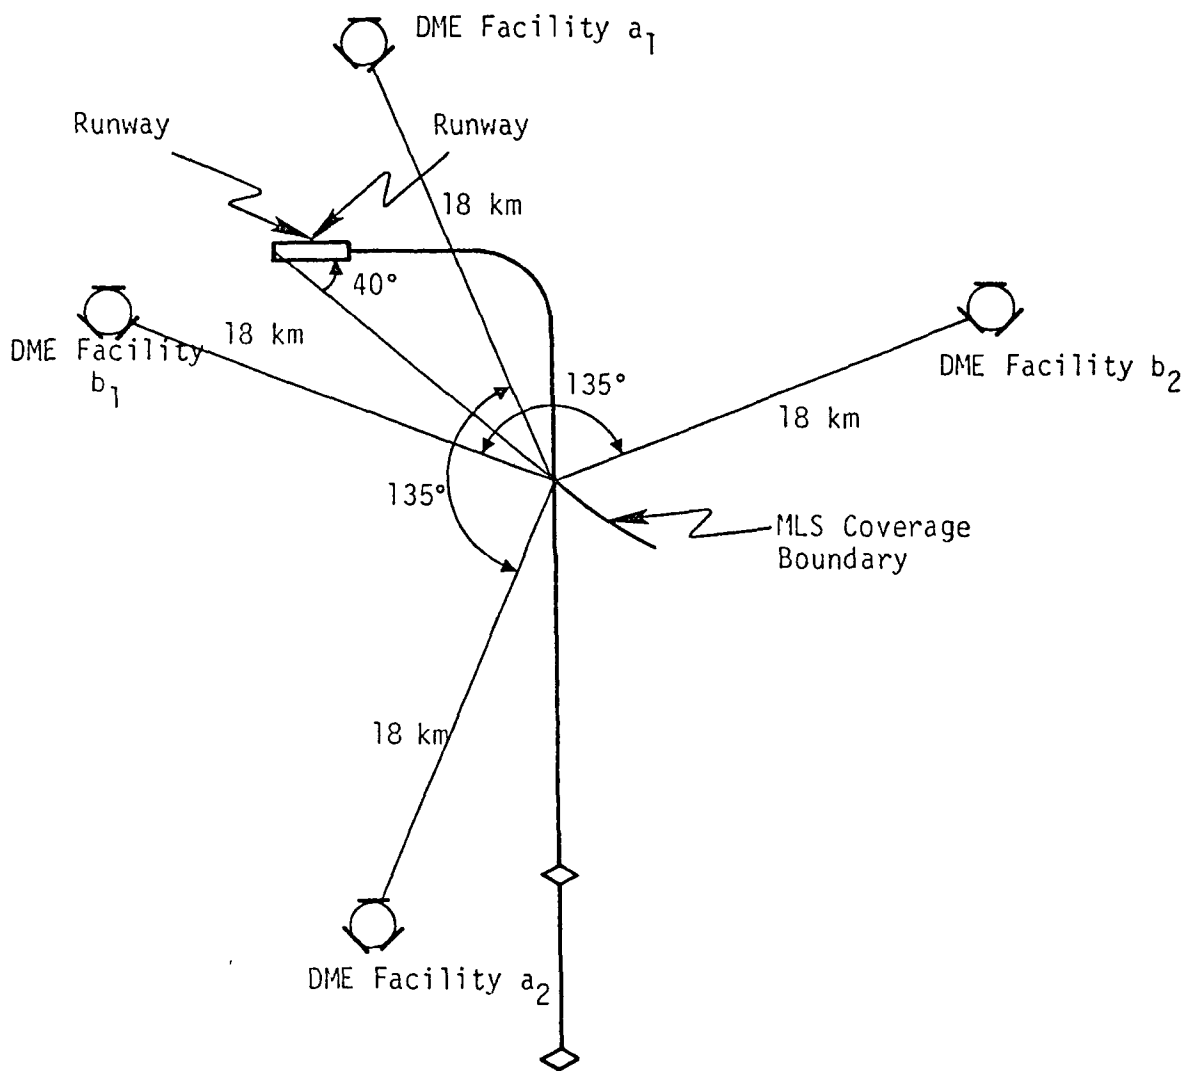 DME Facility a1
Runway
Runway
18 km
40°
18 km
DME Facility
b1
135°
DME Facility b2
18 km
135°
MLS Coverage
Boundary
18 km
DME Facility a2